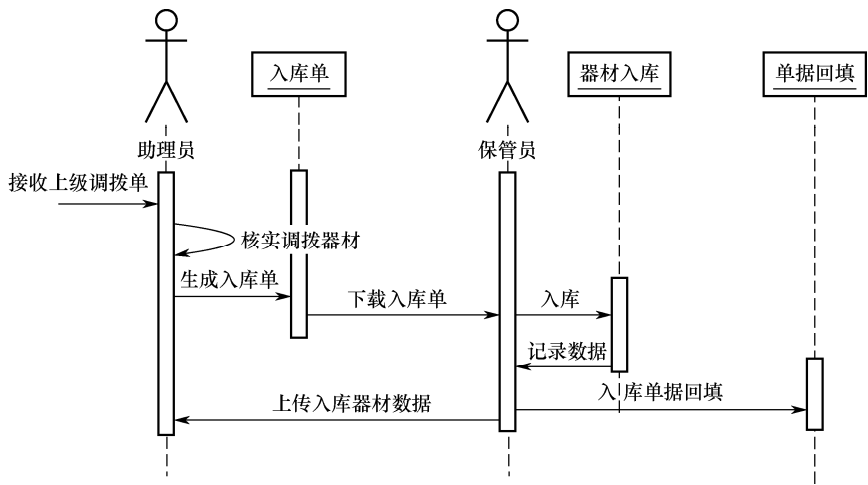 入库单
器材入库
单据回填
助理员
保管员
接收上级调拨单
核实调拨器材
生成入库单
下载入库单
入库
记录数据
入库单据回填
上传入库器材数据